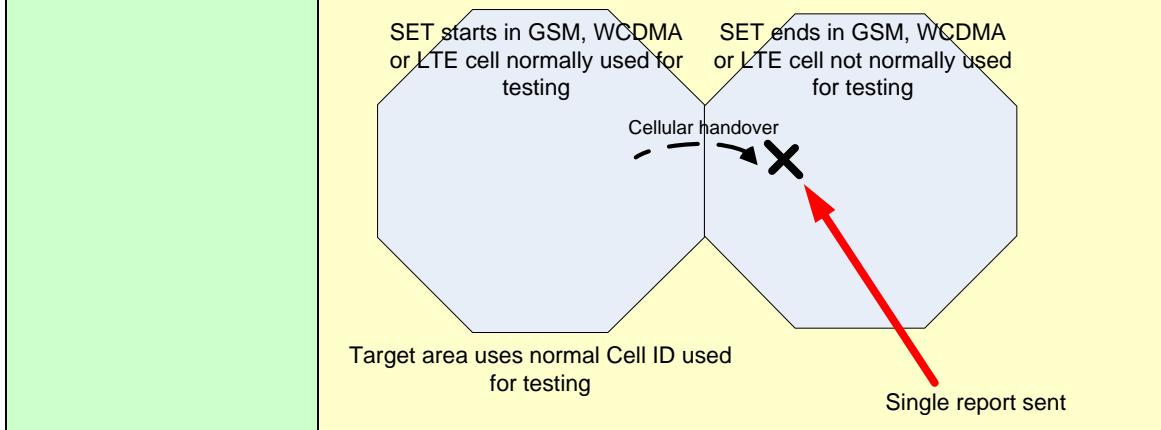 SET starts in GSM, WCDMA
or LTE cell normally used for
testing
SET ends in GSM, WCDMA
or LTE cell not normally used
for testing
Cellular handover
Target area uses normal Cell ID used
for testing
Single report sent